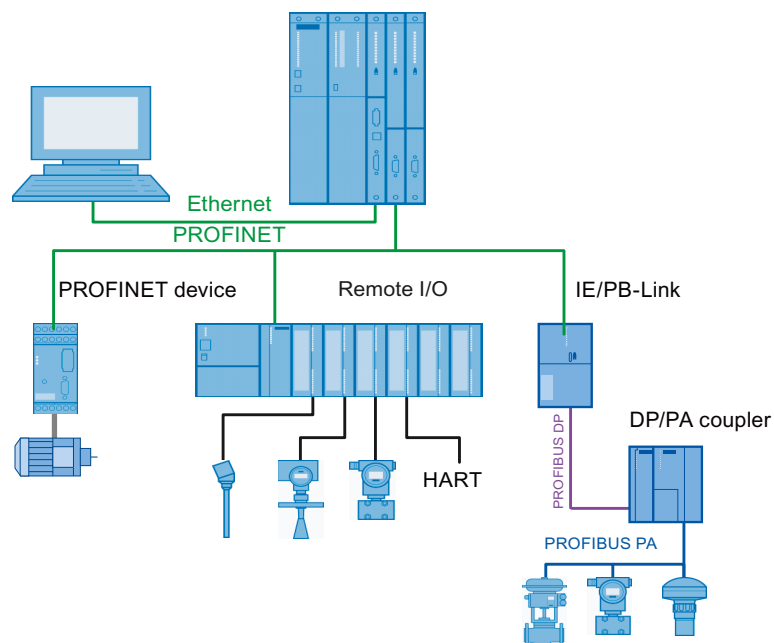 Ethernet
PROFINET
PROFINET device
Remote I/O
IE/PB-Link
DP/PA coupler
PROFIBUS DP
HART
PROFIBUS PA